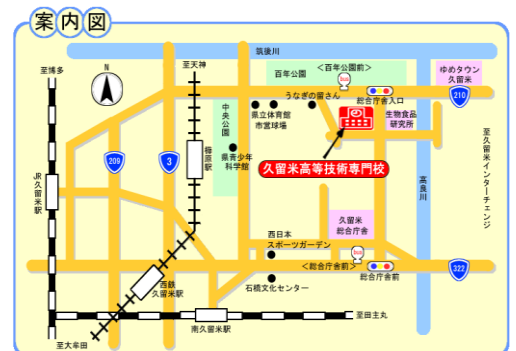 案内図
筑後川
至博多
N
至天神
百年公園
＜百年公園前＞
bus
ゆめタウン
久留米
210
うなぎの留さん
総合庁舎入口
中央公園
県立体育館
市営球場
生物食品
研究所
櫛原駅
県青少年
科学館
209
3
久留米高等技術専門校
至久留米インターチェンジ
JR久留米駅
高良川
久留米
総合庁舎
西日本
スポーツガーデン
bus
＜総合庁舎前＞
総合庁舎前
322
西鉄
久留米駅
石橋文化センター
南久留米駅
至田主丸
至大牟田